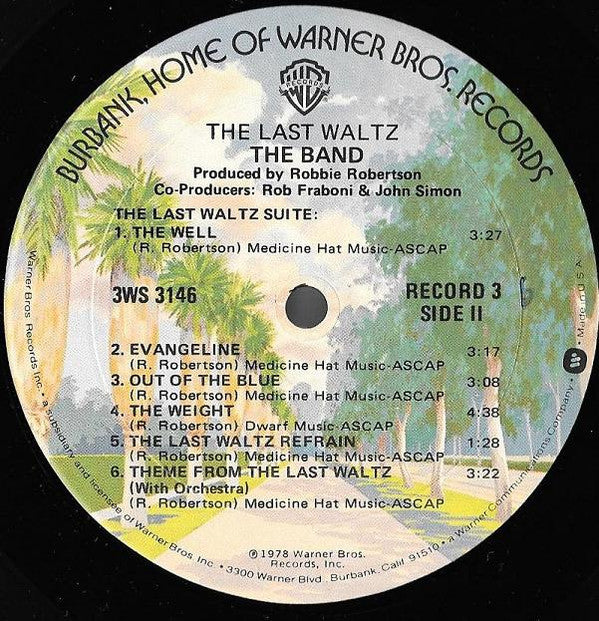 BURBANK, HOME OF WARNER BROS. RECORDS
WB
RECORDS
THE LAST WALTZ
THE BAND
Produced by Robbie Robertson
Co-Producers: Rob Fraboni & John Simon
THE LAST WALTZ SUITE:
1. THE WELL 3:27
(R. Robertson) Medicine Hat Music-ASCAP
3WS 3146
RECORD 3
SIDE II
2. EVANGELINE 3:17
(R. Robertson) Medicine Hat Music-ASCAP
3. OUT OF THE BLUE 3:08
(R. Robertson) Medicine Hat Music-ASCAP
4. THE WEIGHT 4:38
(R. Robertson) Dwarf Music-ASCAP
5. THE LAST WALTZ REFRAIN 1:28
(R. Robertson) Medicine Hat Music-ASCAP
6. THEME FROM THE LAST WALTZ 3:22
(With Orchestra)
(R. Robertson) Medicine Hat Music-ASCAP
℗1978 Warner Bros.
Records, Inc.
Warner Bros. Records Inc. • a subsidiary and licensee of Warner Bros. Inc. • 3300 Warner Blvd., Burbank, Calif. 91510 • a Warner Communications Company • Made in U.S.A.